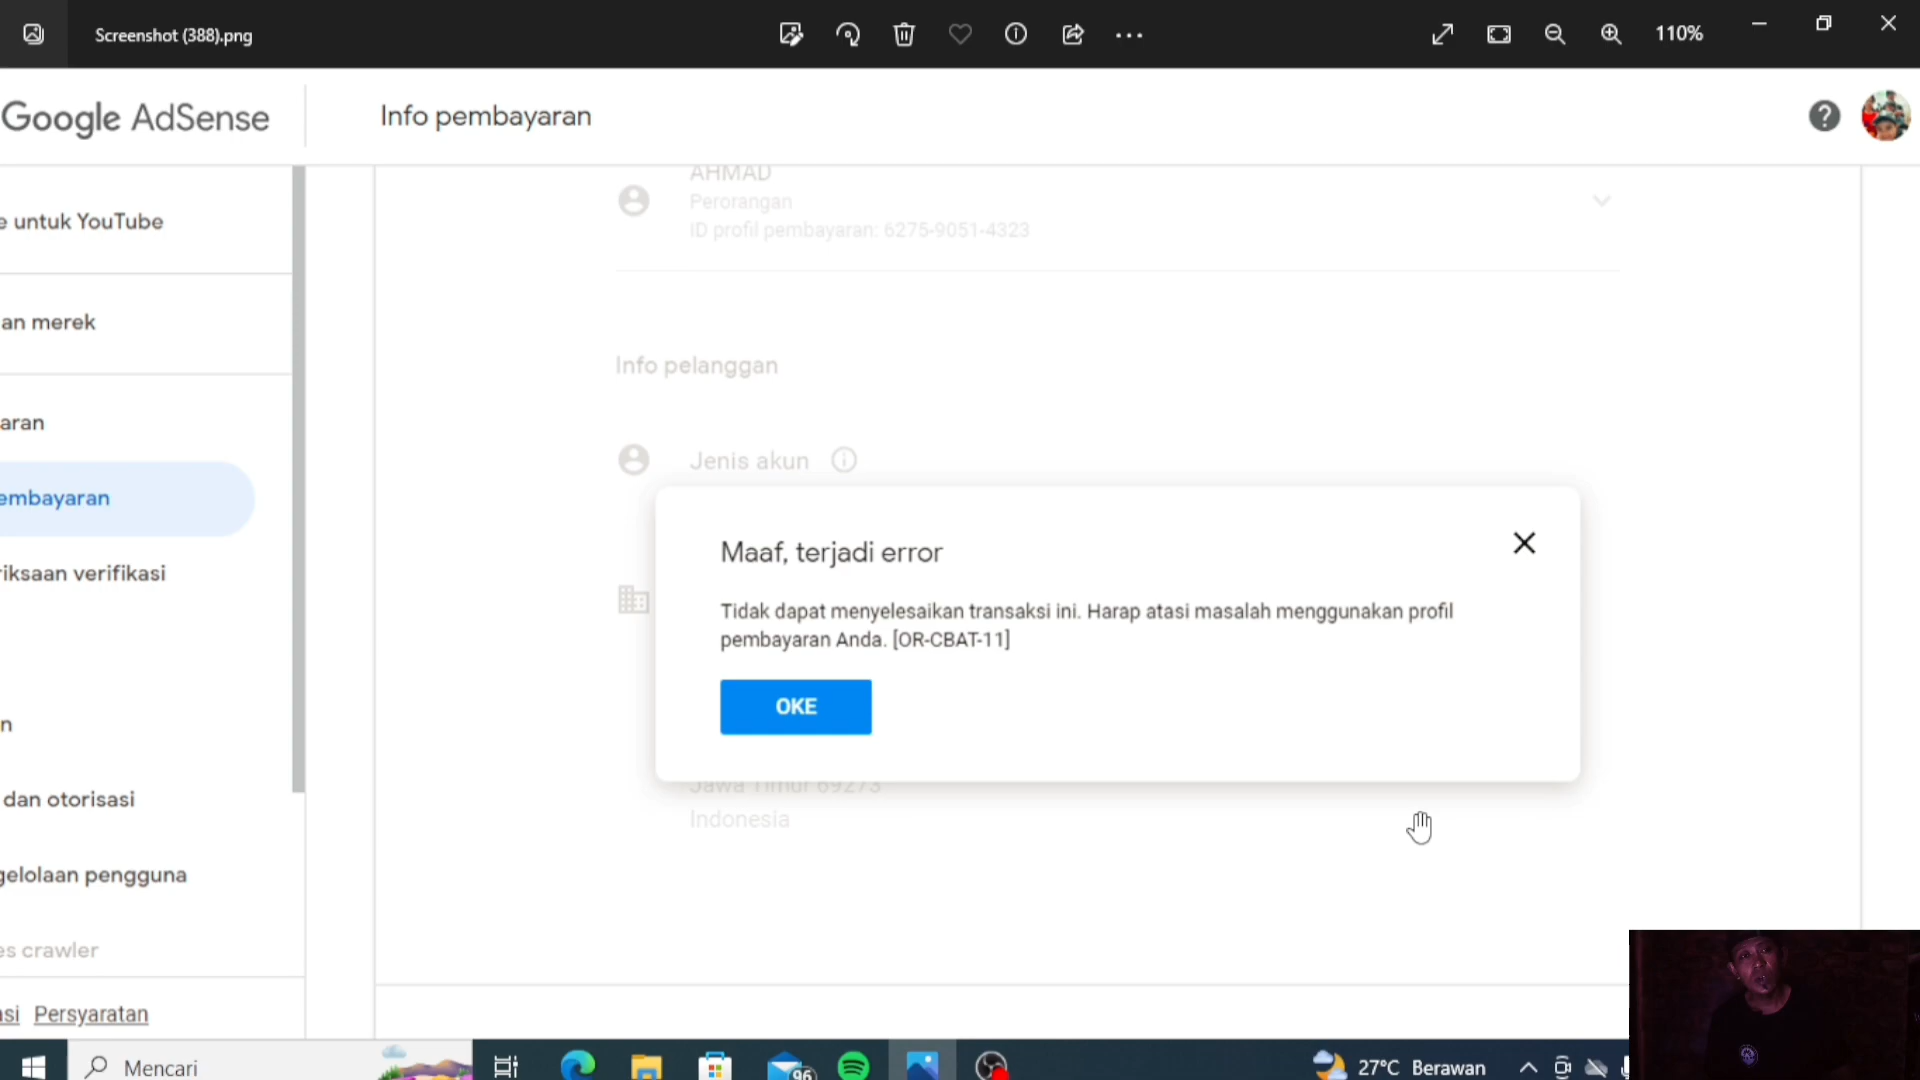 Screenshot (388).png
110%
Google AdSense
Info pembayaran
e untuk YouTube
an merek
aran
embayaran
iksaan verifikasi
n
dan otorisasi
gelolaan pengguna
es crawler
asi Persyaratan
AHMAD
Perorangan
ID profil pembayaran: 6275-9051-4323
Info pelanggan
Jenis akun
Maaf, terjadi error
Tidak dapat menyelesaikan transaksi ini. Harap atasi masalah menggunakan profil
pembayaran Anda. [OR-CBAT-11]
OKE
Jawa Timur 69273
Indonesia
Mencari
96
27°C Berawan